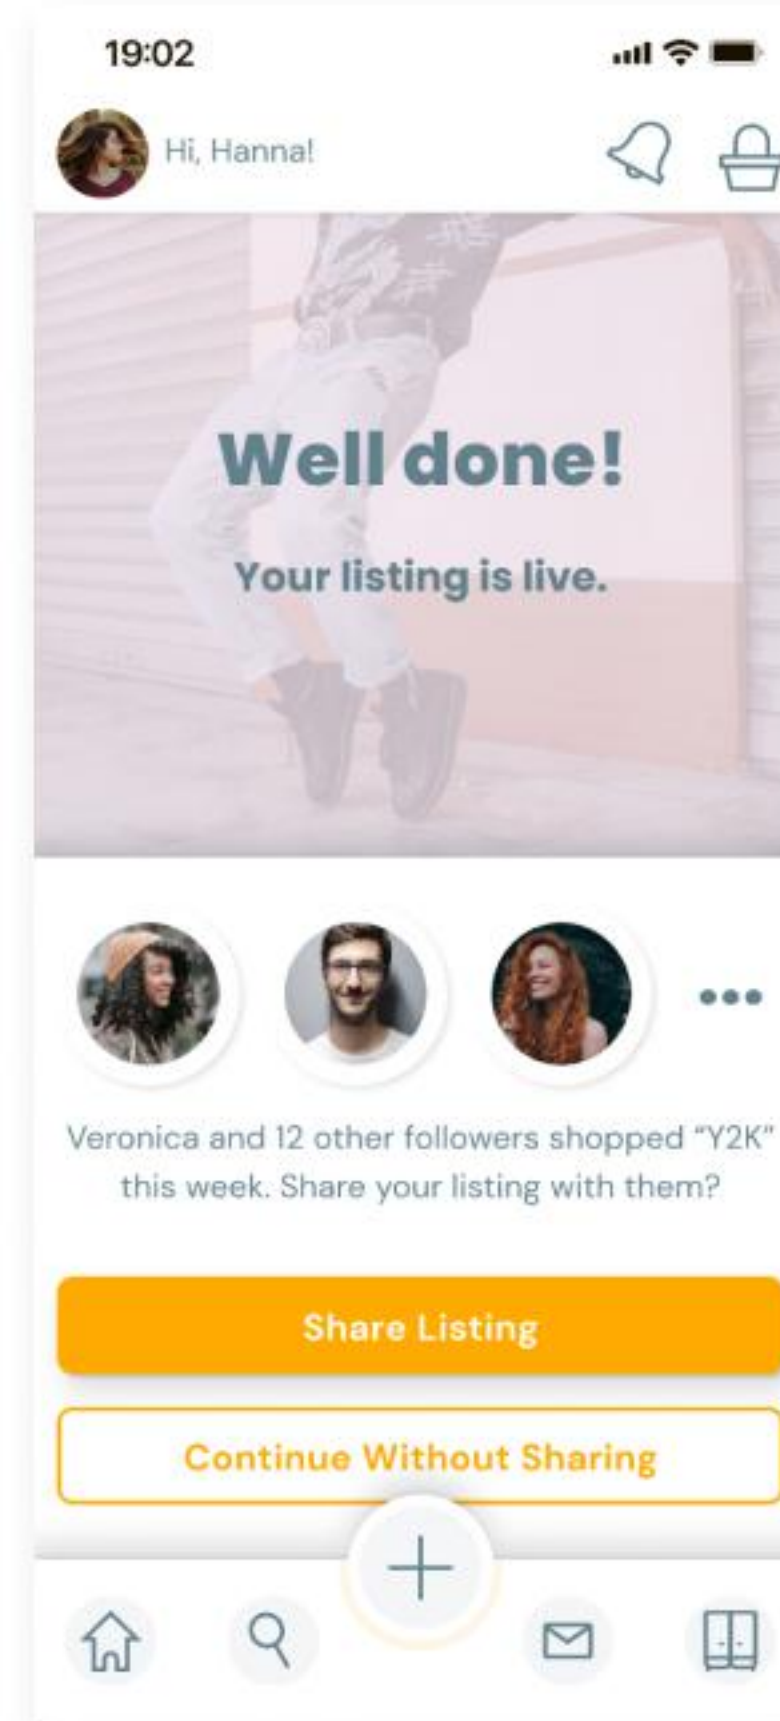 19:02
Hi, Hanna!
Well done!
Your listing is live.
Veronica and 12 other followers shopped “Y2K”
this week. Share your listing with them?
Share Listing
Continue Without Sharing